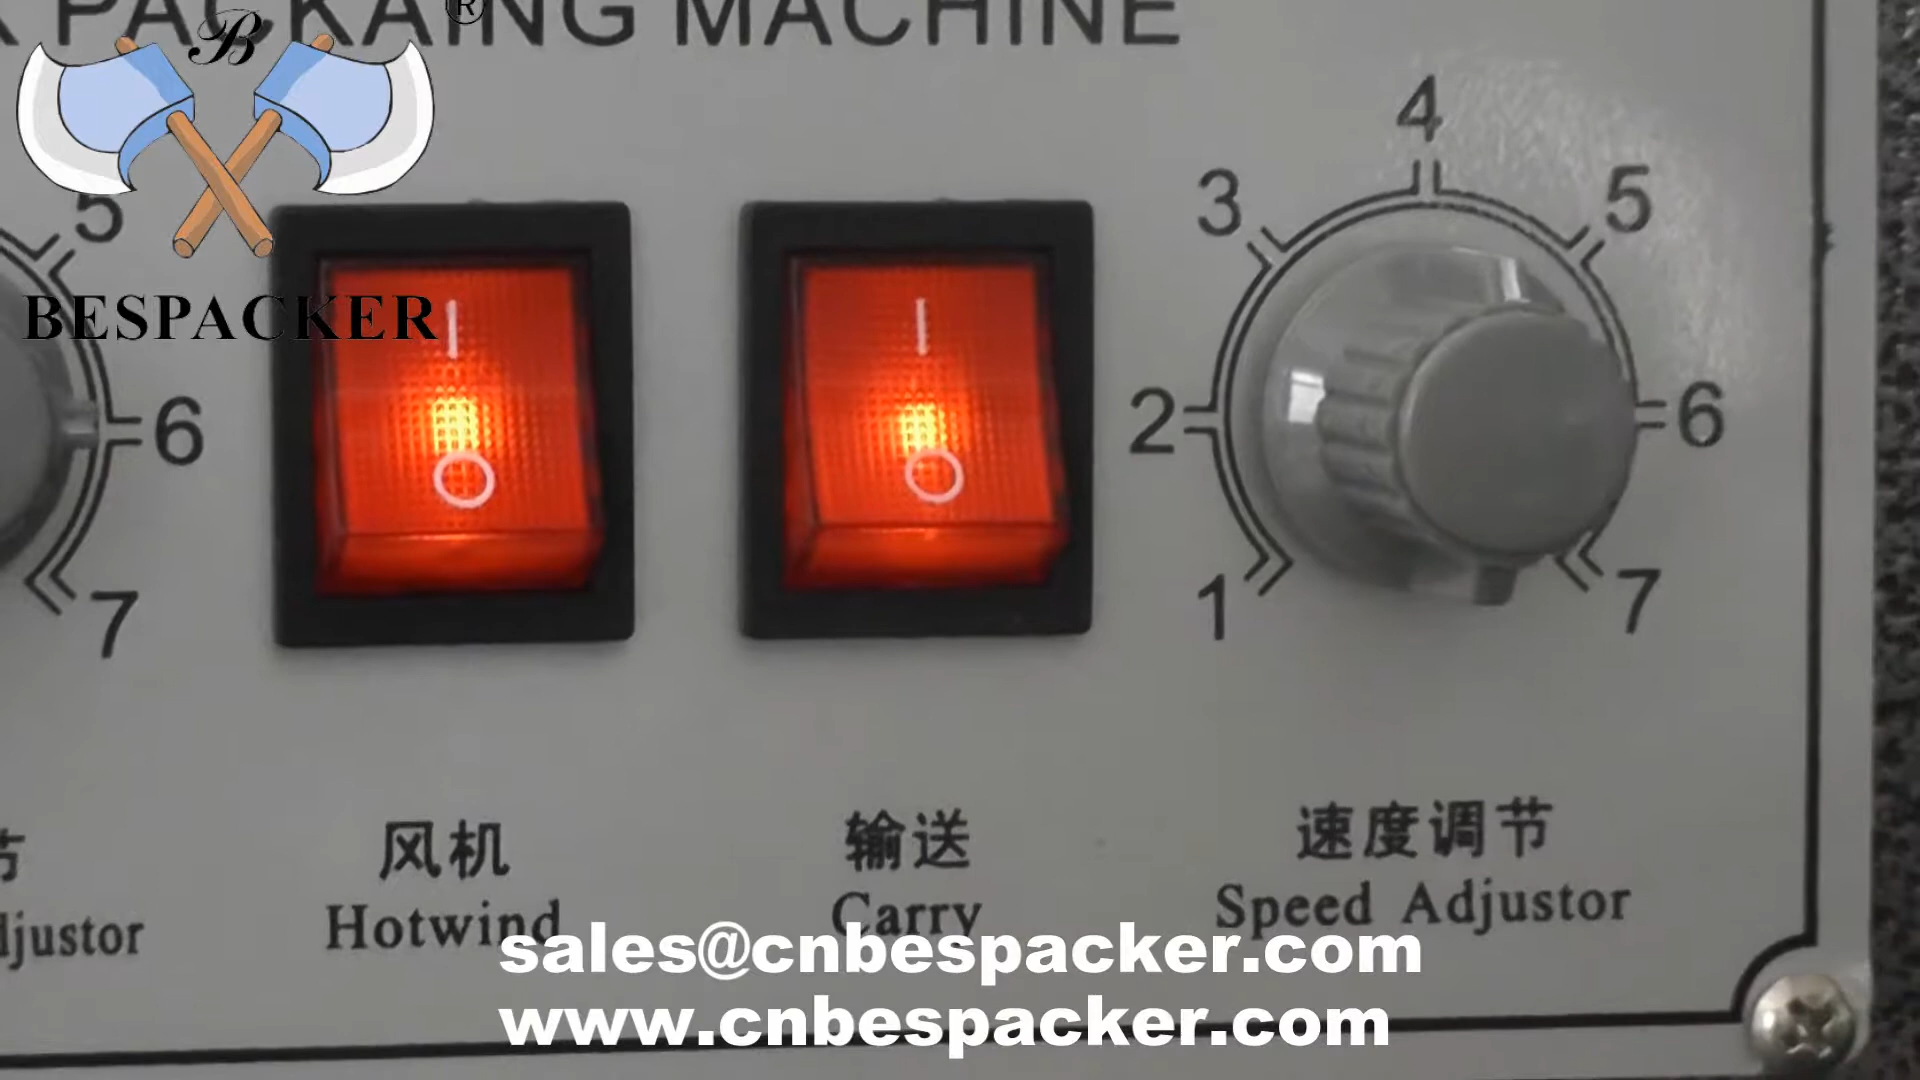 PACKAING MACHINE
B ®
BESPACKER
5
6
7
1
2
3
4
5
6
7
风机
Hotwind
输送
Carry
速度调节
Speed Adjustor
节
djustor
sales@cnbespacker.com
www.cnbespacker.com